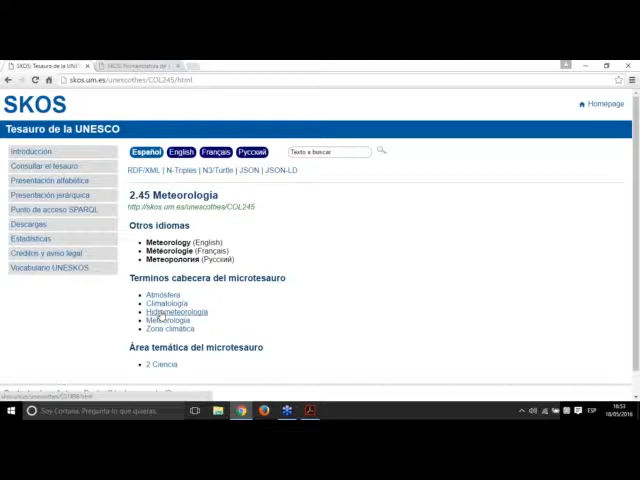 SKOS: Tesauro de la UN
SKOS: Nomenclatura de
skos.um.es/unescothes/COL245/html
SKOS
Homepage
Tesauro de la UNESCO
Introducción
Consultar el tesauro
Presentación alfabética
Presentación jerárquica
Punto de acceso SPARQL
Descargas
Estadísticas
Créditos y aviso legal
Vocabulario UNESKOS
Español English Français Русский Texto a buscar
RDF/XML | N-Triples | N3/Turtle | JSON | JSON-LD
2.45 Meteorología
http://skos.um.es/unescothes/COL245
Otros idiomas
Meteorology (English)
Météorologie (Français)
Метеорология (Русский)
Terminos cabecera del microtesauro
Atmósfera
Climatología
Hidrometeorología
Meteorología
Zona climática
Área temática del microtesauro
2 Ciencia
Soy Cortana. Pregunta lo que quieras.
ESP
16:53
18/05/2016